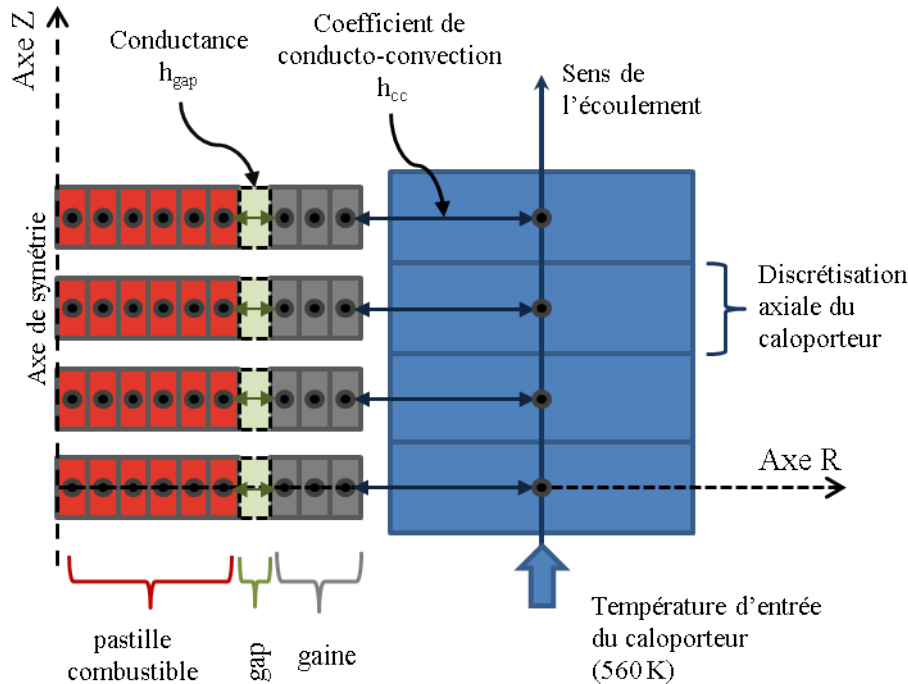 Axe Z
Conductance
hgap
Coefficient de
conducto-convection
hcc
Sens de
l'écoulement
Axe de symétrie
Discrétisation
axiale du
caloporteur
Axe R
pastille
combustible
gap
gaine
Température d'entrée
du caloporteur
(560 K)